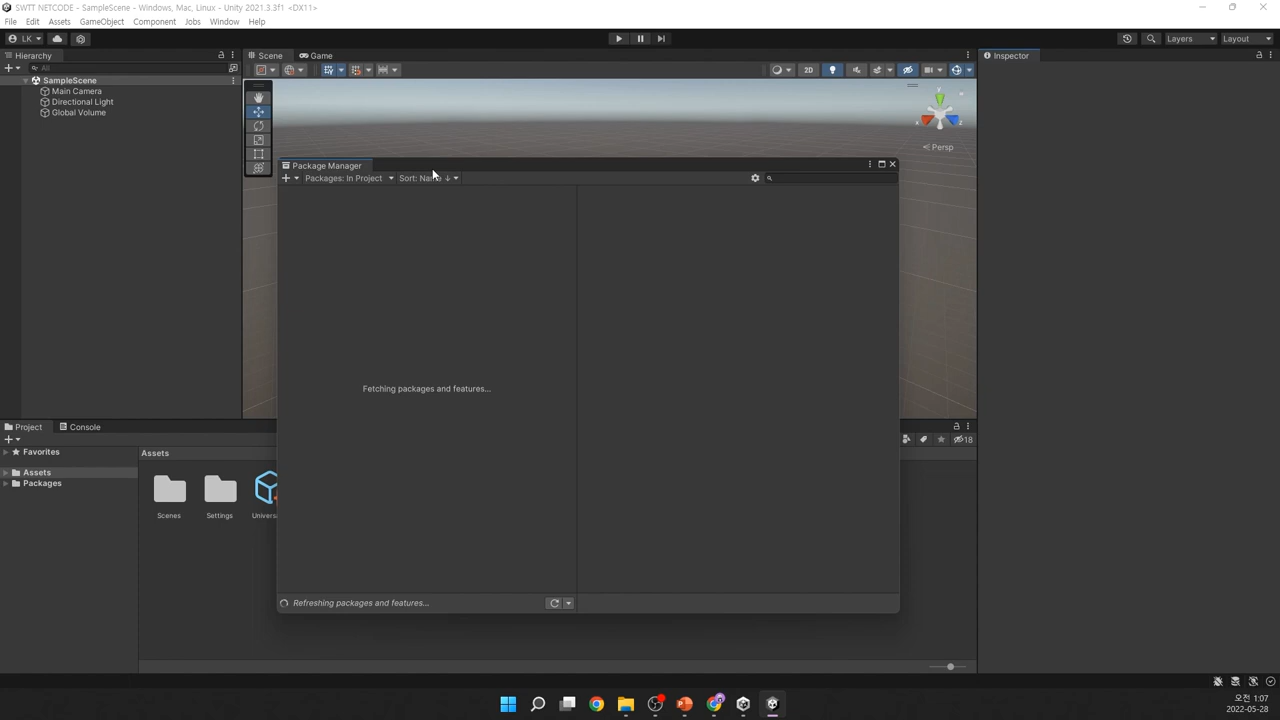 SWTT NETCODE - SampleScene - Windows, Mac, Linux - Unity 2021.3.3f1 <DX11>
File Edit Assets GameObject Component Jobs Window Help
LK
Layers Layout
Hierarchy
Scene Game
Inspector
All
2D
SampleScene
Main Camera
Directional Light
Global Volume
Persp
Package Manager
Packages: In Project Sort: Name ↓
Fetching packages and features...
Refreshing packages and features...
Project Console
18
Favorites
Assets
Packages
Assets
Scenes Settings Univers
오전 1:07
2022-05-28